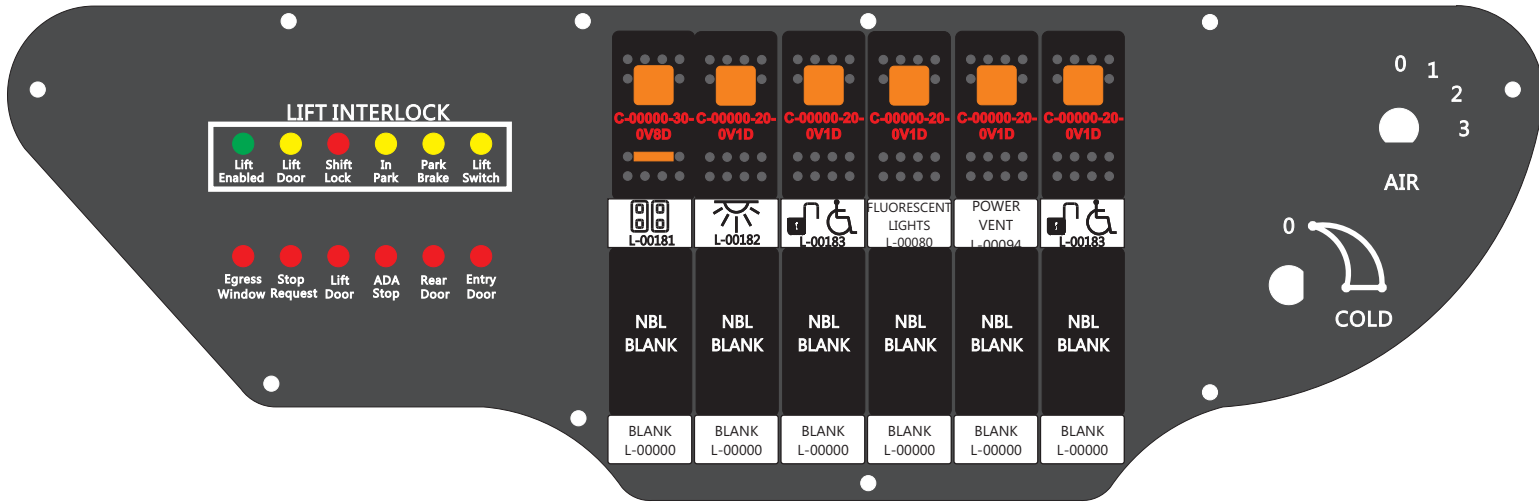 LIFT INTERLOCK
Lift Enabled
Lift Door
Shift Lock
In Park
Park Brake
Lift Switch
Egress Window
Stop Request
Lift Door
ADA Stop
Rear Door
Entry Door
C-00000-30-
0V8D
C-00000-20-
0V1D
C-00000-20-
0V1D
C-00000-20-
0V1D
C-00000-20-
0V1D
C-00000-20-
0V1D
L-00181
L-00182
L-00183
FLUORESCENT
LIGHTS
L-00080
POWER
VENT
L-00094
L-00183
NBL
BLANK
NBL
BLANK
NBL
BLANK
NBL
BLANK
NBL
BLANK
NBL
BLANK
BLANK
L-00000
BLANK
L-00000
BLANK
L-00000
BLANK
L-00000
BLANK
L-00000
BLANK
L-00000
0
1
2
3
AIR
0
COLD